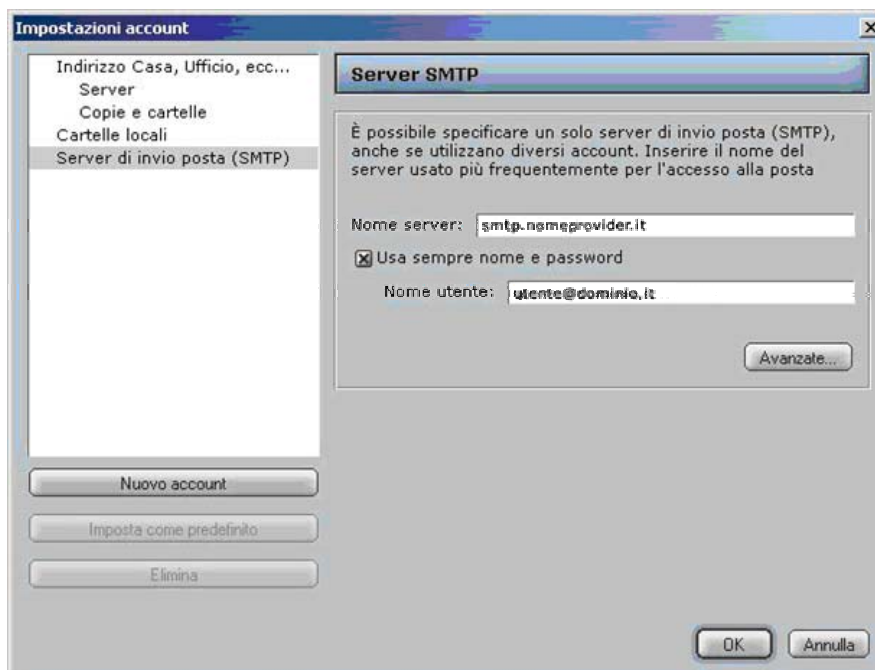 Impostazioni account
Indirizzo Casa, Ufficio, ecc...
Server
Copie e cartelle
Cartelle locali
Server di invio posta (SMTP)
Nuovo account
Imposta come predefinito
Elimina
Server SMTP
È possibile specificare un solo server di invio posta (SMTP),
anche se utilizzano diversi account. Inserire il nome del
server usato più frequentemente per l'accesso alla posta
Nome server: smtp.nomeprovider.it
Usa sempre nome e password
Nome utente: utente@dominio.it
Avanzate...
OK
Annulla